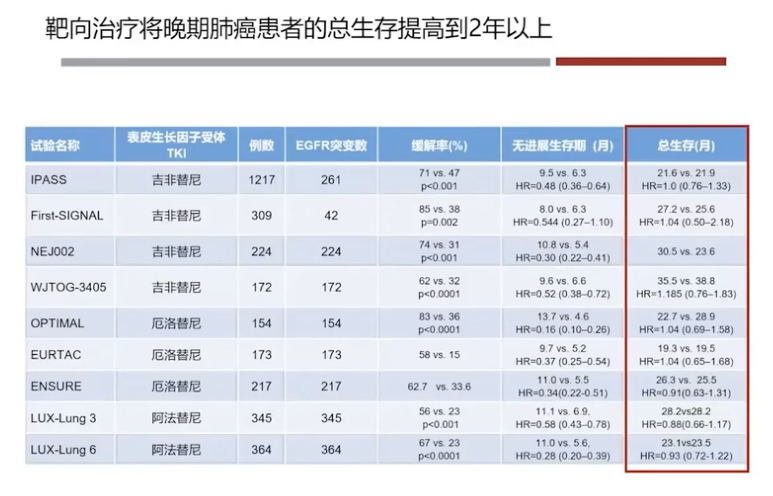 靶向治疗将晚期肺癌患者的总生存提高到2年以上
试验名称 表皮生长因子受体TKI 例数 EGFR突变数 缓解率(%) 无进展生存期 (月) 总生存(月)
IPASS 吉非替尼 1217 261 71 vs. 47 p<0.001 9.5 vs. 6.3 HR=0.48 (0.36–0.64) 21.6 vs. 21.9 HR=1.0 (0.76–1.33)
First-SIGNAL 吉非替尼 309 42 85 vs. 38 p=0.002 8.0 vs. 6.3 HR=0.544 (0.27–1.10) 27.2 vs. 25.6 HR=1.04 (0.50–2.18)
NEJ002 吉非替尼 224 224 74 vs. 31 p<0.001 10.8 vs. 5.4 HR=0.30 (0.22–0.41) 30.5 vs. 23.6
WJTOG-3405 吉非替尼 172 172 62 vs. 32 p<0.0001 9.6 vs. 6.6 HR=0.52 (0.38–0.72) 35.5 vs. 38.8 HR=1.185 (0.76–1.83)
OPTIMAL 厄洛替尼 154 154 83 vs. 36 p<0.0001 13.7 vs. 4.6 HR=0.16 (0.10–0.26) 22.7 vs. 28.9 HR=1.04 (0.69–1.58)
EURTAC 厄洛替尼 173 173 58 vs. 15 9.7 vs. 5.2 HR=0.37 (0.25–0.54) 19.3 vs. 19.5 HR=1.04 (0.65–1.68)
ENSURE 厄洛替尼 217 217 62.7 vs. 33.6 11.0 vs. 5.5 HR=0.34(0.22-0.51) 26.3 vs. 25.5 HR=0.91(0.63-1.31)
LUX-Lung 3 阿法替尼 345 345 56 vs. 23 p<0.001 11.1 vs. 6.9, HR=0.58 (0.43–0.78) 28.2vs28.2 HR=0.88(0.66-1.17)
LUX-Lung 6 阿法替尼 364 364 67 vs. 23 p<0.0001 11.0 vs. 5.6, HR=0.28 (0.20–0.39) 23.1vs23.5 HR=0.93 (0.72-1.22)